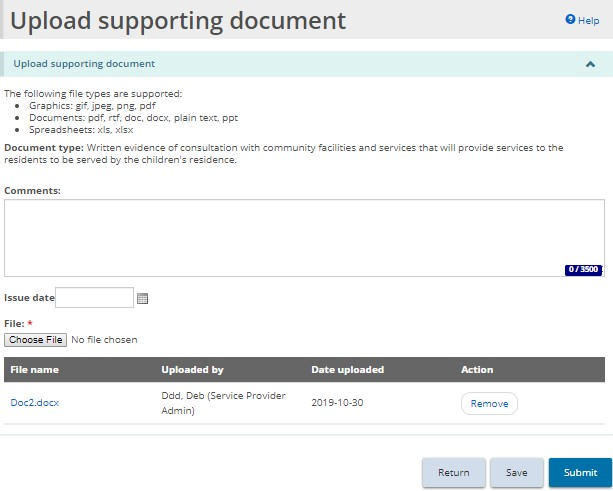 Upload supporting document
Help
Upload supporting document
The following file types are supported:
Graphics: gif, jpeg, png, pdf
Documents: pdf, rtf, doc, docx, plain text, ppt
Spreadsheets: xls, xlsx
Document type: Written evidence of consultation with community facilities and services that will provide services to the
residents to be served by the children's residence.
Comments:
0 / 3500
Issue date
File: *
Choose File No file chosen
File name Uploaded by Date uploaded Action
Doc2.docx Ddd, Deb (Service Provider Admin) 2019-10-30 Remove
Return Save Submit